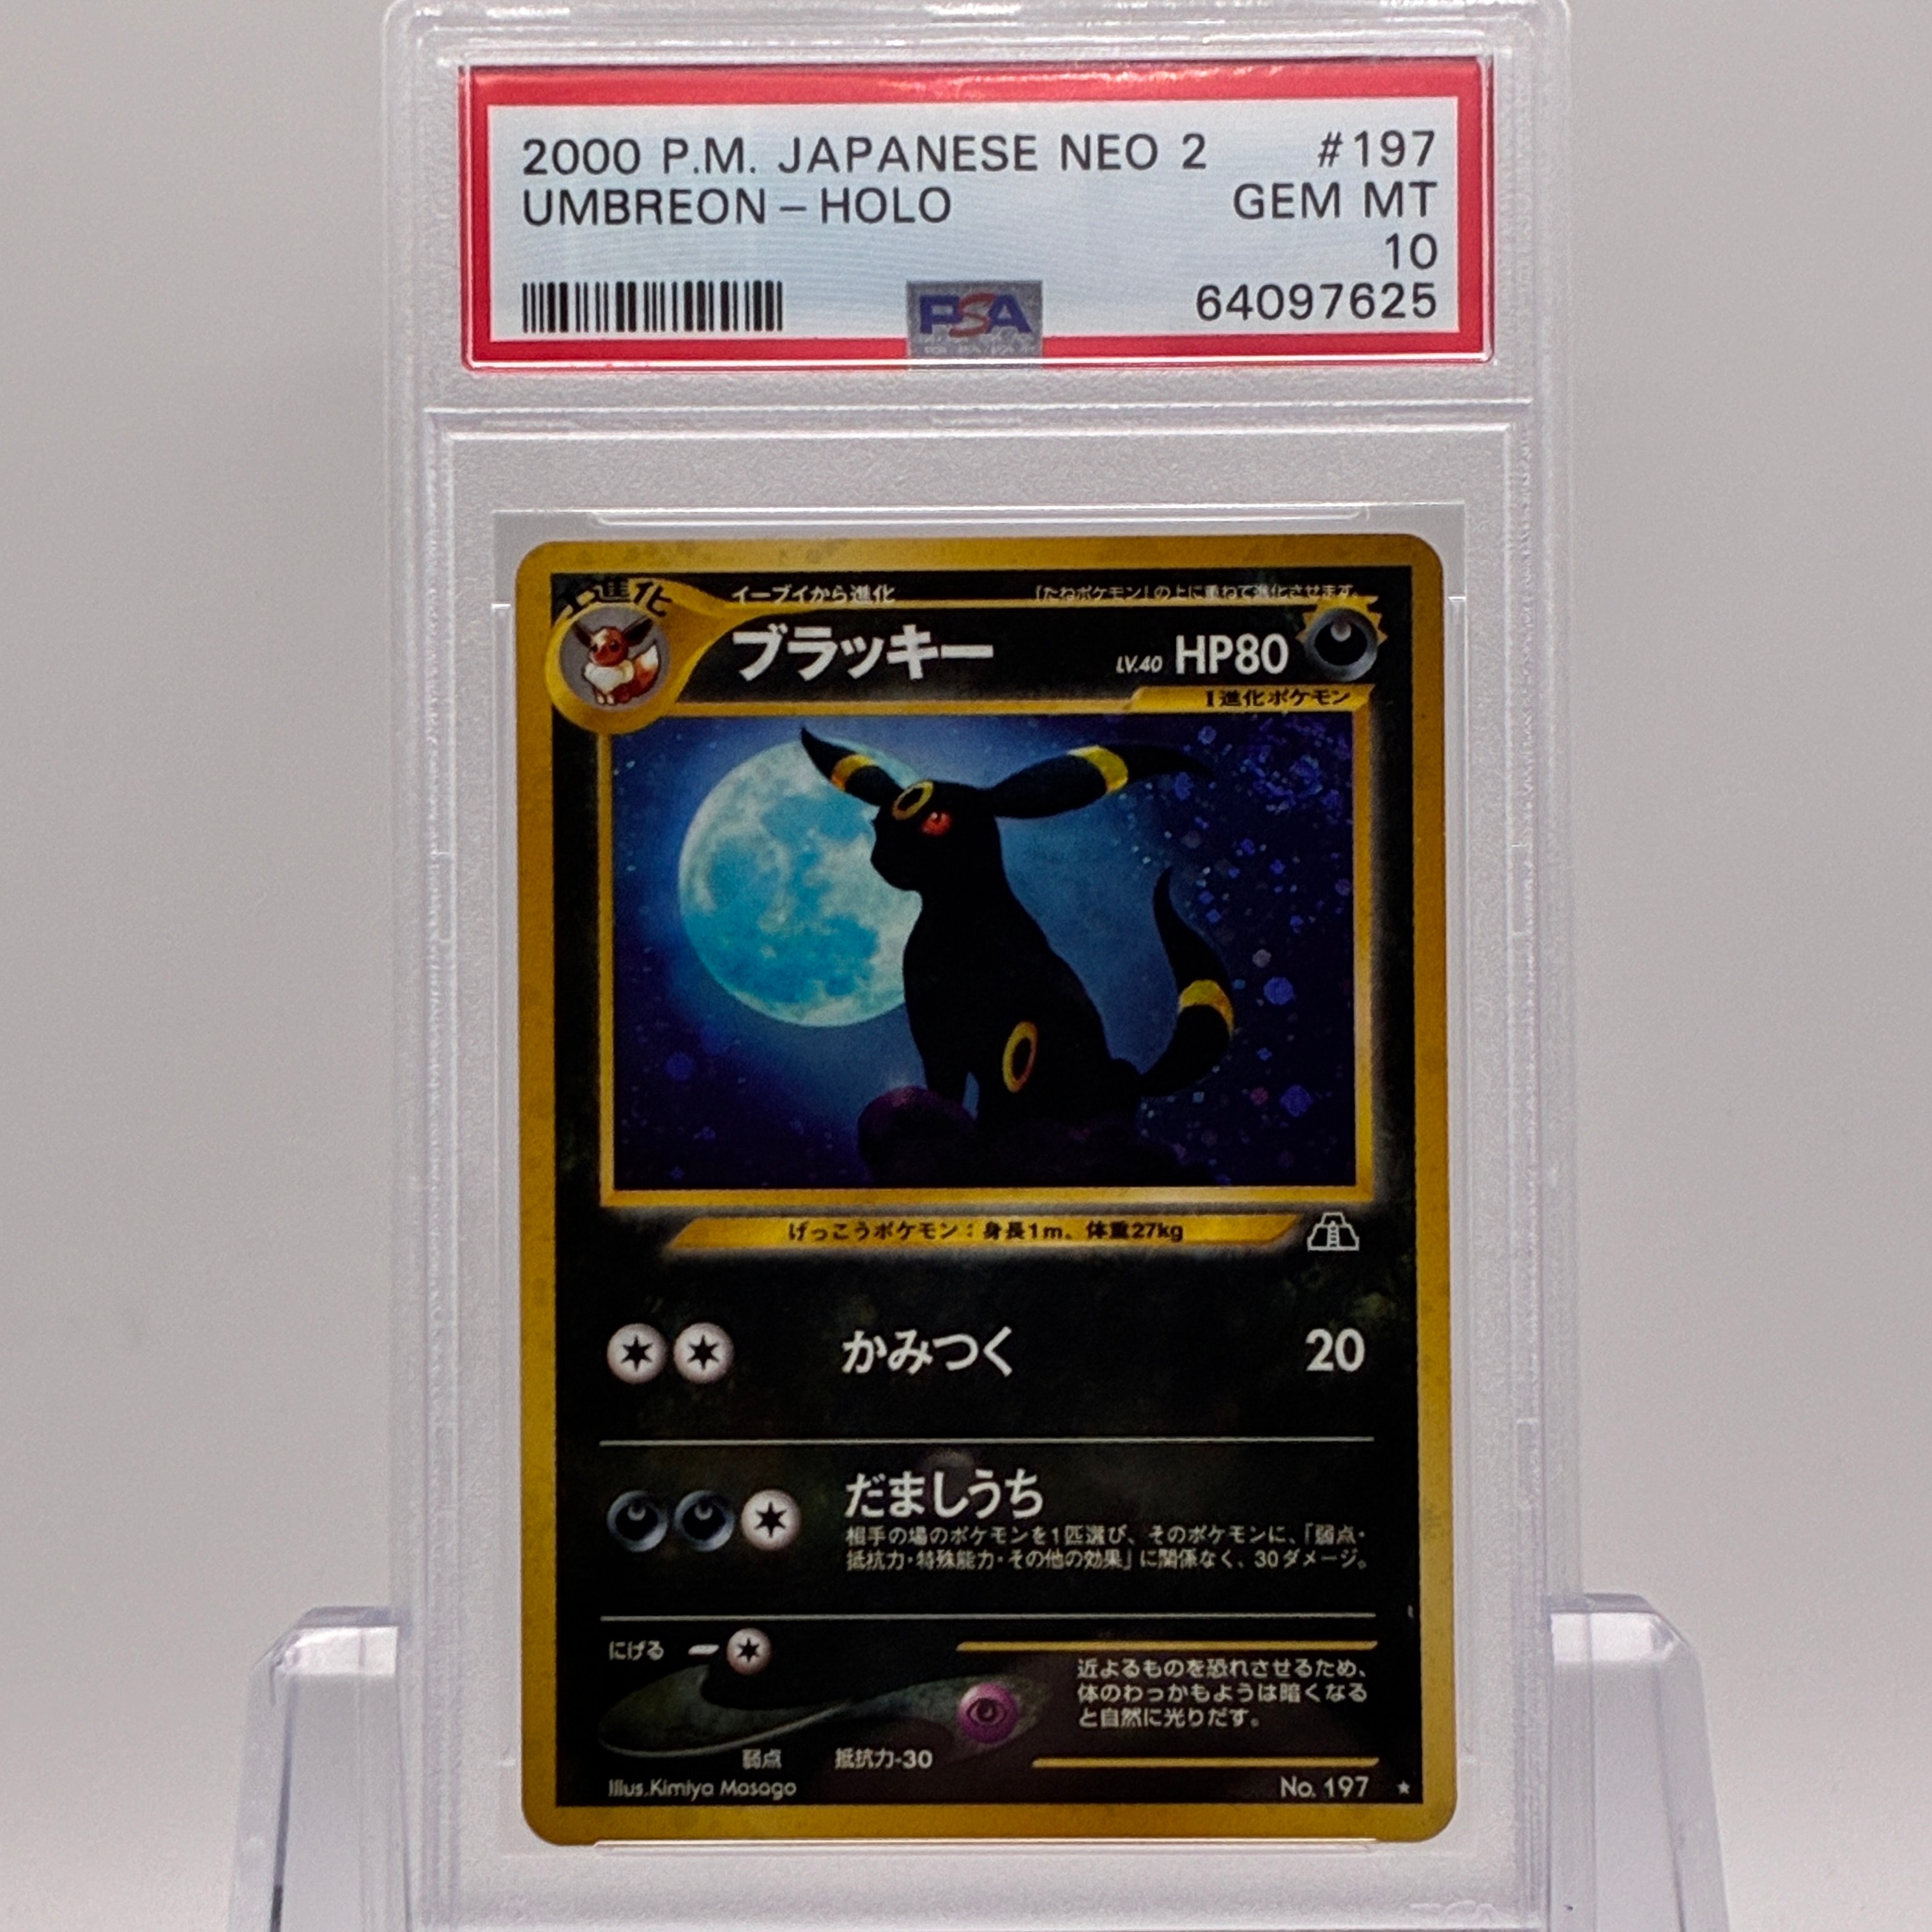 2000 P.M. JAPANESE NEO 2 #197
UMBREON – HOLO GEM MT
10
PSA 64097625
進化
イーブイから進化 「たねポケモン」の上に重ねて進化させます。
ブラッキー LV.40 HP80
1進化ポケモン
げっこうポケモン：身長1m、体重27kg
かみつく 20
だましうち
相手の場のポケモンを1匹選び、そのポケモンに、「弱点・
抵抗力・特殊能力・その他の効果」に関係なく、30ダメージ。
にげる
近よるものを恐れさせるため、
体のわっかもようは暗くなる
と自然に光りだす。
弱点 抵抗力-30
Illus.Kimiya Masago No. 197 ★